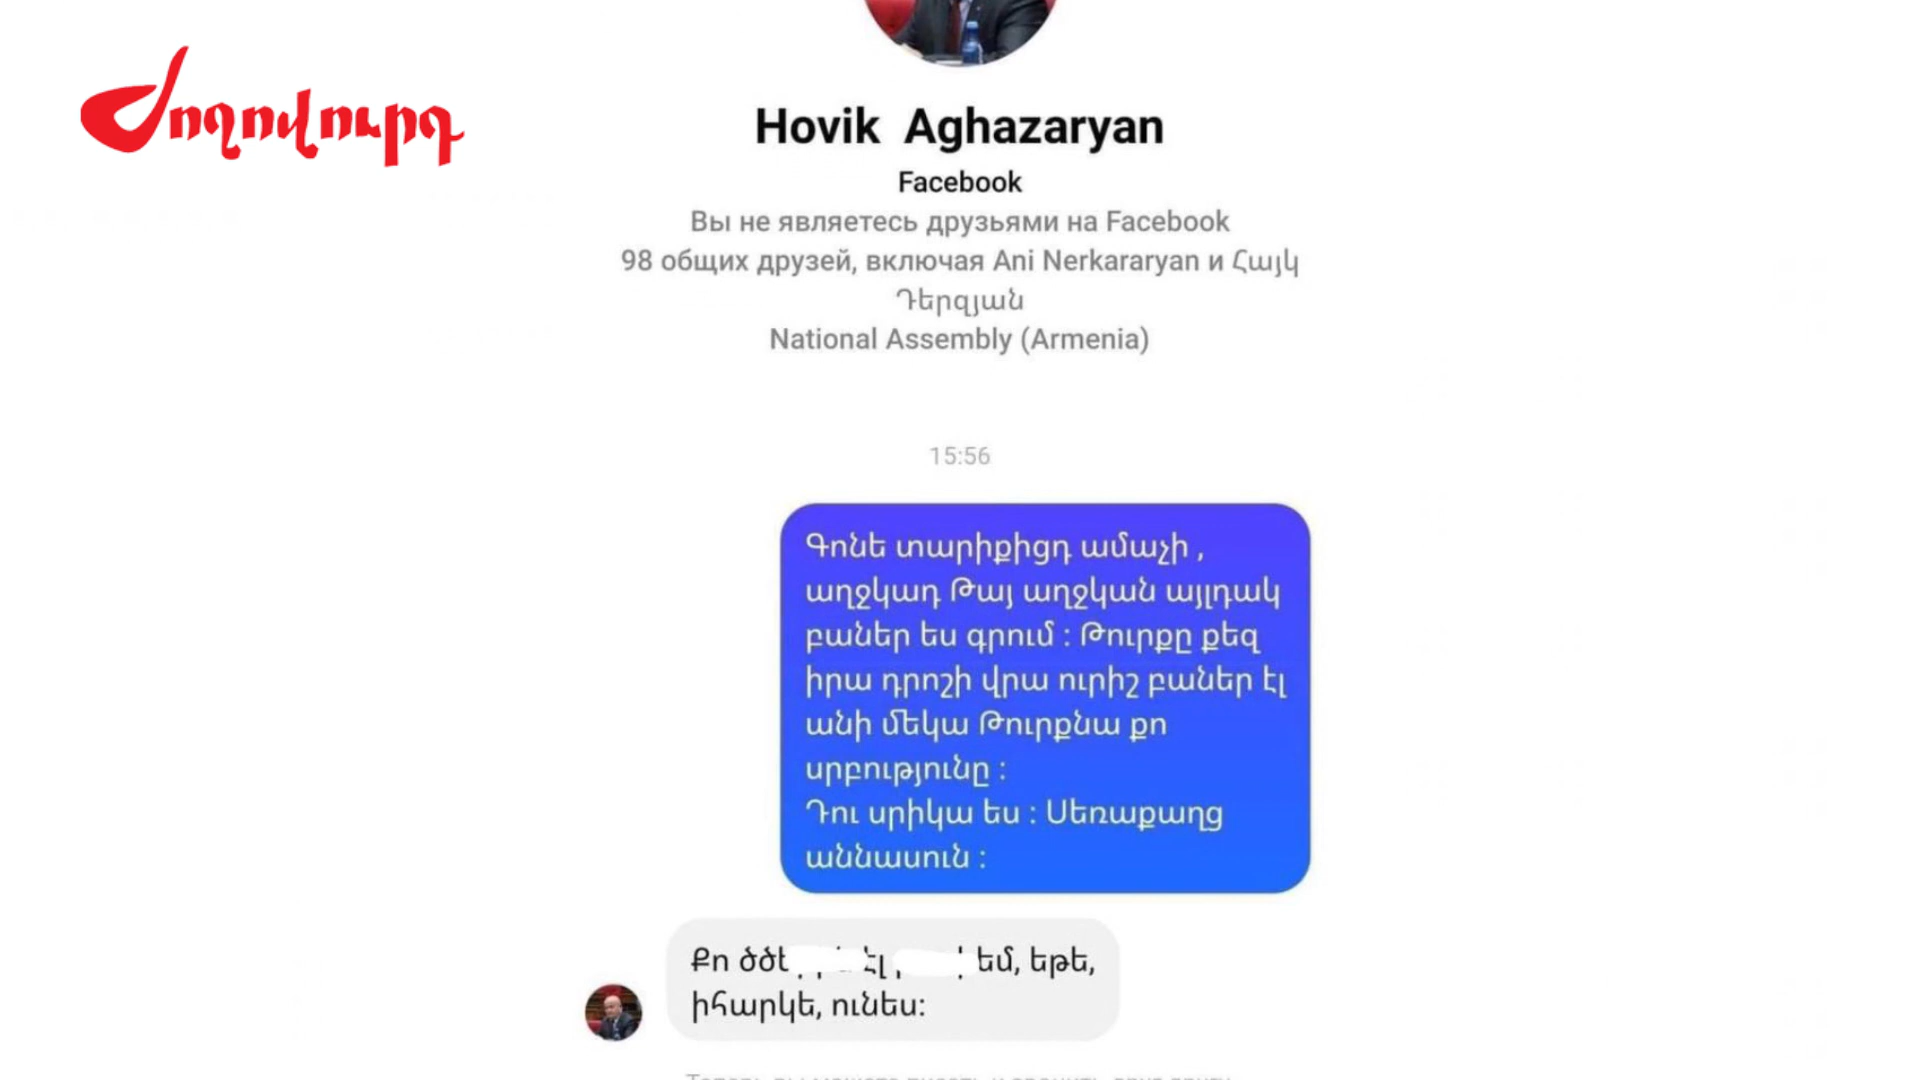 Ժողովուրդ
Hovik Aghazaryan
Facebook
Вы не являетесь друзьями на Facebook
98 общих друзей, включая Ani Nerkararyan и Հայկ
Դերզյան
National Assembly (Armenia)
15:56
Գոնե տարիքիցդ ամաչի ,
աղջկադ Թայ աղջկան այլդակ
բաներ ես գրում : Թուրքը քեզ
իրա դրոշի վրա ուրիշ բաներ էլ
անի մեկա Թուրքնա քո
սրբությունը :
Դու սրիկա ես : Սեռաքաղց
աննասուն :
Քո էլ եմ, եթե,
իհարկե, ունես: